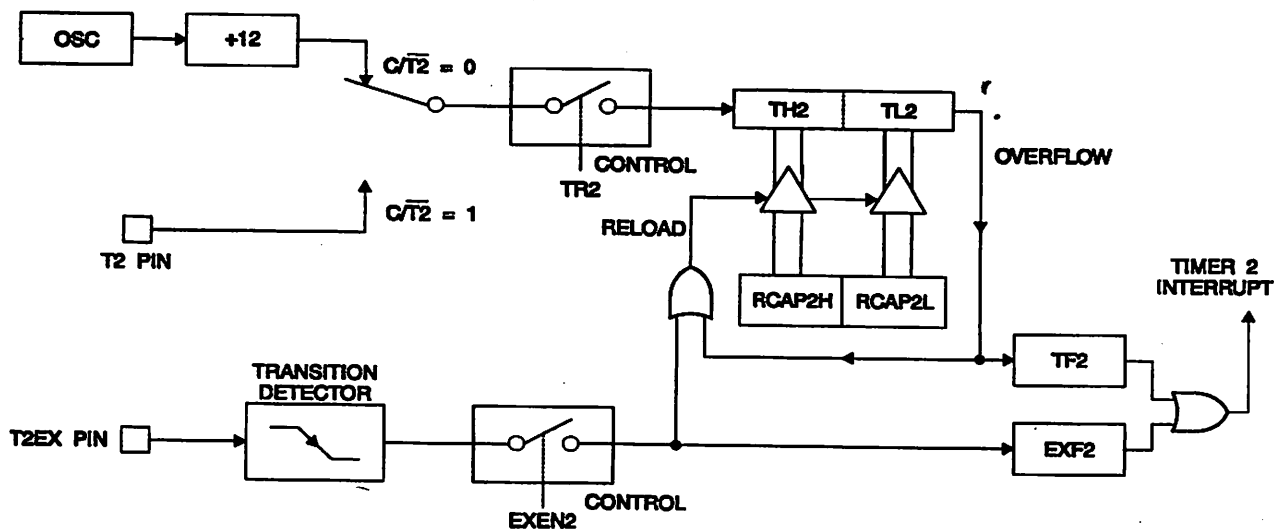 OSC
+12
C/T2 = 0
TH2
TL2
OVERFLOW
CONTROL
TR2
C/T2 = 1
T2 PIN
RELOAD
RCAP2H
RCAP2L
TIMER 2
INTERRUPT
TF2
TRANSITION
DETECTOR
T2EX PIN
EXF2
CONTROL
EXEN2